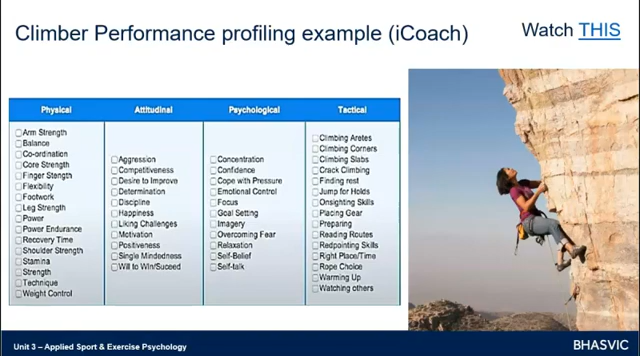 Climber Performance profiling example (iCoach)
Watch THIS
Physical
Arm Strength
Balance
Co-ordination
Core Strength
Finger Stength
Flexibility
Footwork
Leg Strength
Power
Power Endurance
Recovery Time
Shoulder Strength
Stamina
Strength
Technique
Weight Control
Attitudinal
Aggression
Competitiveness
Desire to Improve
Determination
Discipline
Happiness
Liking Challenges
Motivation
Positiveness
Single Mindedness
Will to Win/Succeed
Psychological
Concentration
Confidence
Cope with Pressure
Emotional Control
Focus
Goal Setting
Imagery
Overcoming Fear
Relaxation
Self-Belief
Self-talk
Tactical
Climbing Aretes
Climbing Corners
Climbing Slabs
Crack Climbing
Finding rest
Jump for Holds
Onsighting Skills
Placing Gear
Preparing
Reading Routes
Redpointing Skills
Right Place/Time
Rope Choice
Warming Up
Watching others
Unit 3 – Applied Sport & Exercise Psychology
BHASVIC